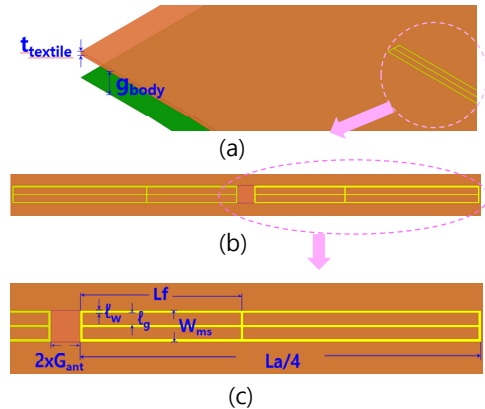 t_textile
g_body
(a)
(b)
Lf
ℓ_w
ℓ_g
W_ms
2xG_ant
La/4
(c)